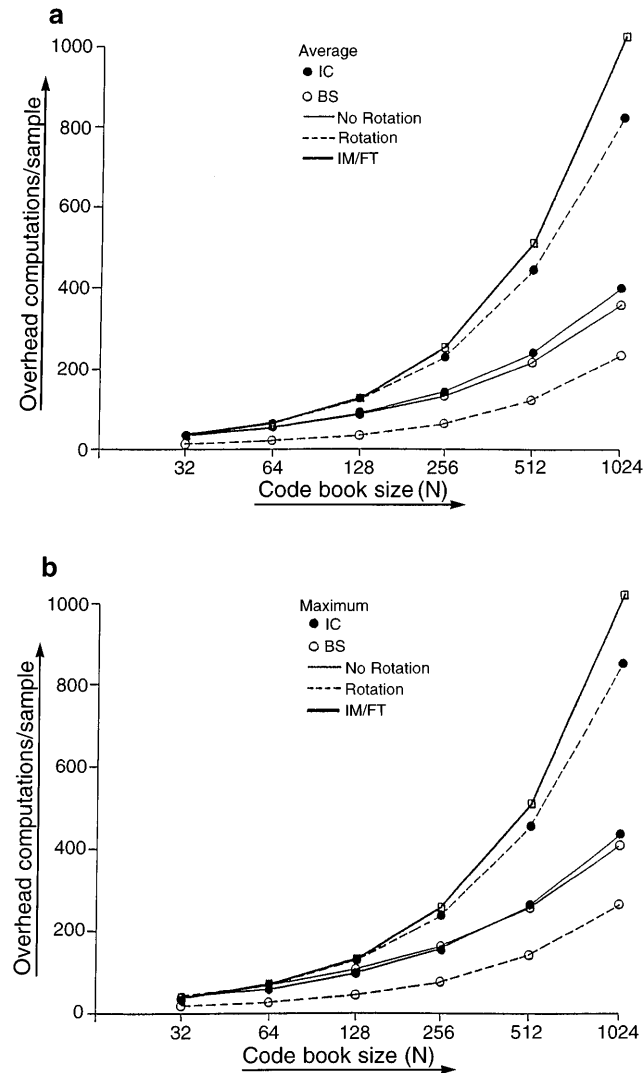 a
1000
800
600
400
200
0
Overhead computations/sample
Average
IC
BS
No Rotation
Rotation
IM/FT
32 64 128 256 512 1024
Code book size (N)
b
1000
800
600
400
200
0
Overhead computations/sample
Maximum
IC
BS
No Rotation
Rotation
IM/FT
32 64 128 256 512 1024
Code book size (N)